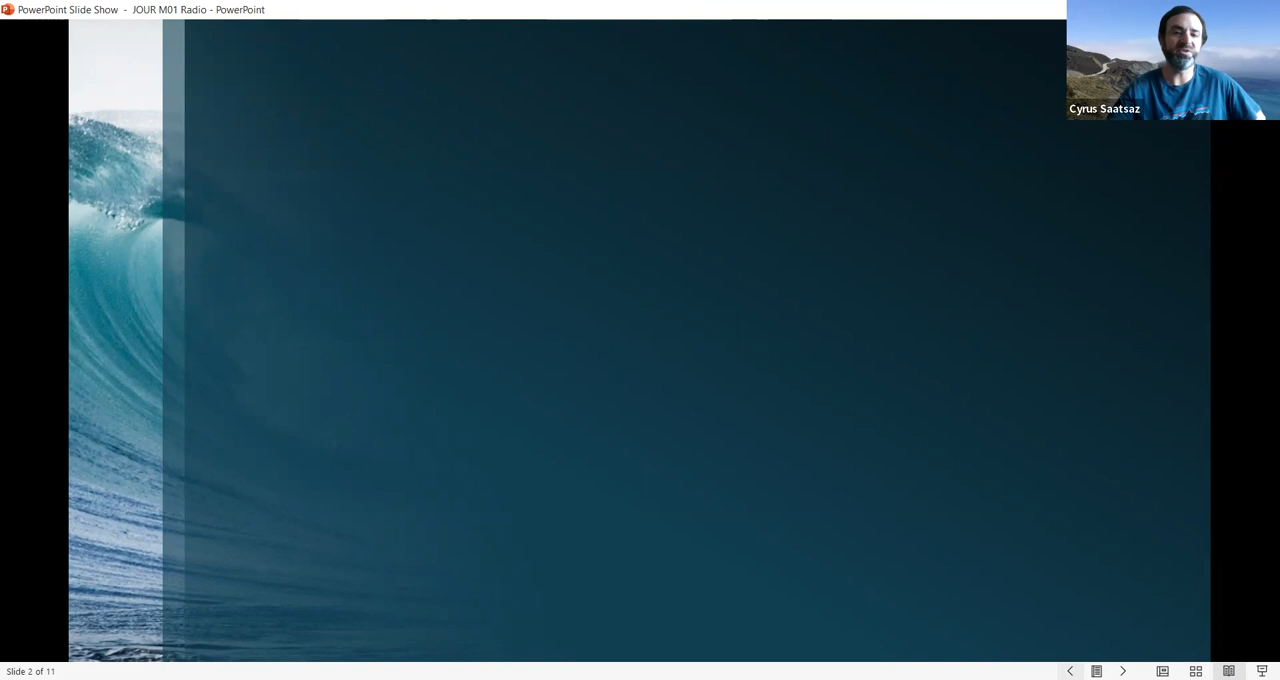 PowerPoint Slide Show - JOUR M01 Radio - PowerPoint
Cyrus Saatsaz
Slide 2 of 11